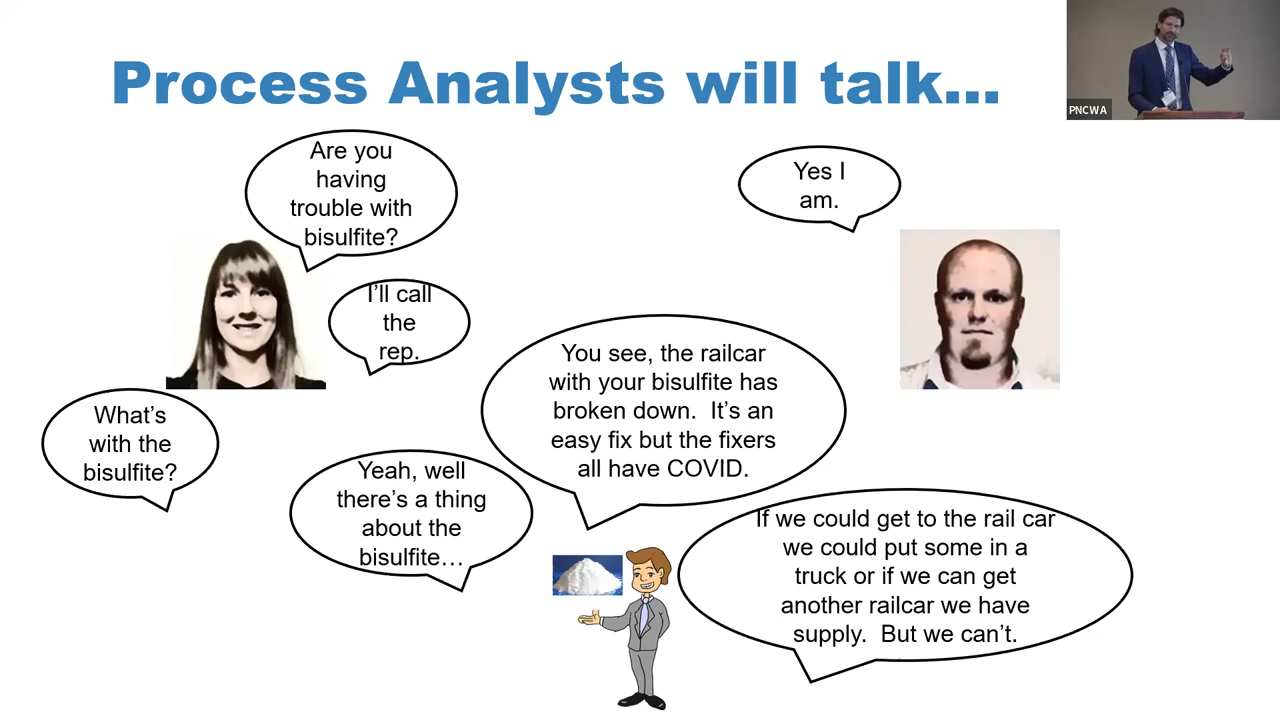 Process Analysts will talk...
PNCWA
Are you
having
trouble with
bisulfite?
Yes I
am.
I'll call
the
rep.
What's
with the
bisulfite?
Yeah, well
there's a thing
about the
bisulfite…
You see, the railcar
with your bisulfite has
broken down.  It's an
easy fix but the fixers
all have COVID.
If we could get to the rail car
we could put some in a
truck or if we can get
another railcar we have
supply.  But we can't.